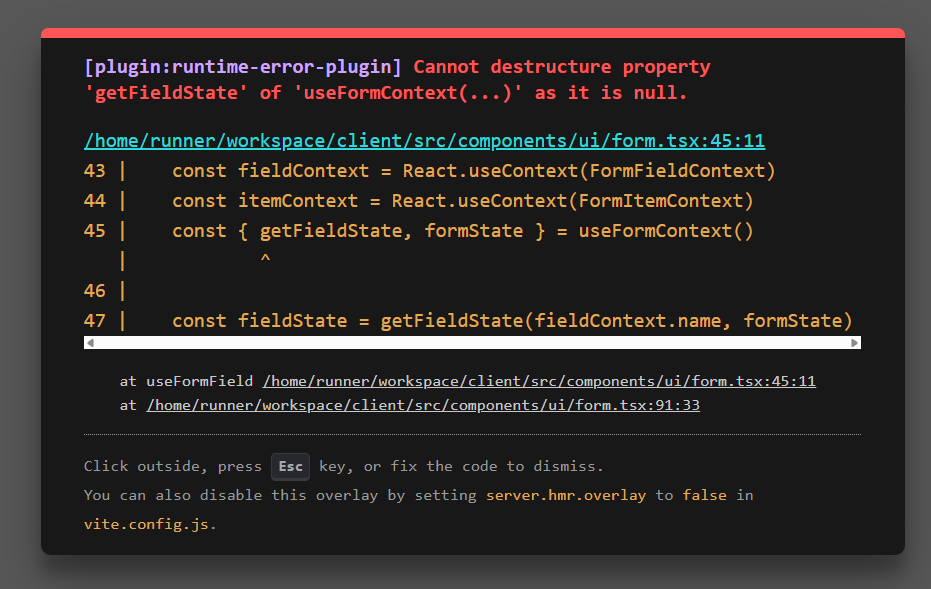 [plugin:runtime-error-plugin] Cannot destructure property
'getFieldState' of 'useFormContext(...)' as it is null.
/home/runner/workspace/client/src/components/ui/form.tsx:45:11
43 |    const fieldContext = React.useContext(FormFieldContext)
44 |    const itemContext = React.useContext(FormItemContext)
45 |    const { getFieldState, formState } = useFormContext()
   |            ^
46 |
47 |    const fieldState = getFieldState(fieldContext.name, formState)
at useFormField /home/runner/workspace/client/src/components/ui/form.tsx:45:11
at /home/runner/workspace/client/src/components/ui/form.tsx:91:33
Click outside, press Esc key, or fix the code to dismiss.
You can also disable this overlay by setting server.hmr.overlay to false in
vite.config.js.